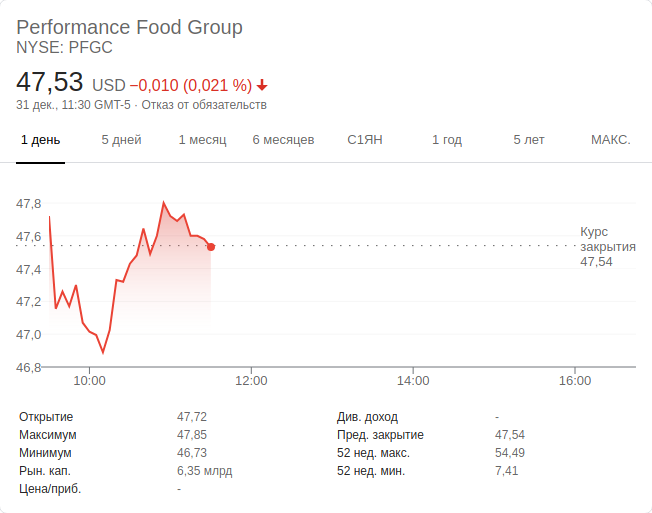 Performance Food Group
NYSE: PFGC
47,53 USD −0,010 (0,021 %)
31 дек., 11:30 GMT-5 · Отказ от обязательств
1 день 5 дней 1 месяц 6 месяцев С1ЯН 1 год 5 лет МАКС.
47,8
47,6
47,4
47,2
47,0
46,8
Курс
закрытия
47,54
10:00 12:00 14:00 16:00
Открытие 47,72 Див. доход -
Максимум 47,85 Пред. закрытие 47,54
Минимум 46,73 52 нед. макс. 54,49
Рын. кап. 6,35 млрд 52 нед. мин. 7,41
Цена/приб. -